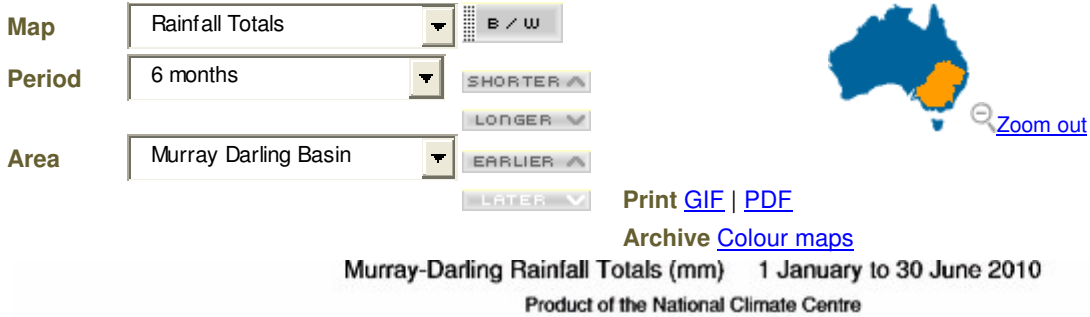 Map Rainfall Totals B / W
Period 6 months SHORTER
LONGER
Zoom out
Area Murray Darling Basin EARLIER
LATER Print GIF | PDF
Archive Colour maps
Murray-Darling Rainfall Totals (mm) 1 January to 30 June 2010
Product of the National Climate Centre